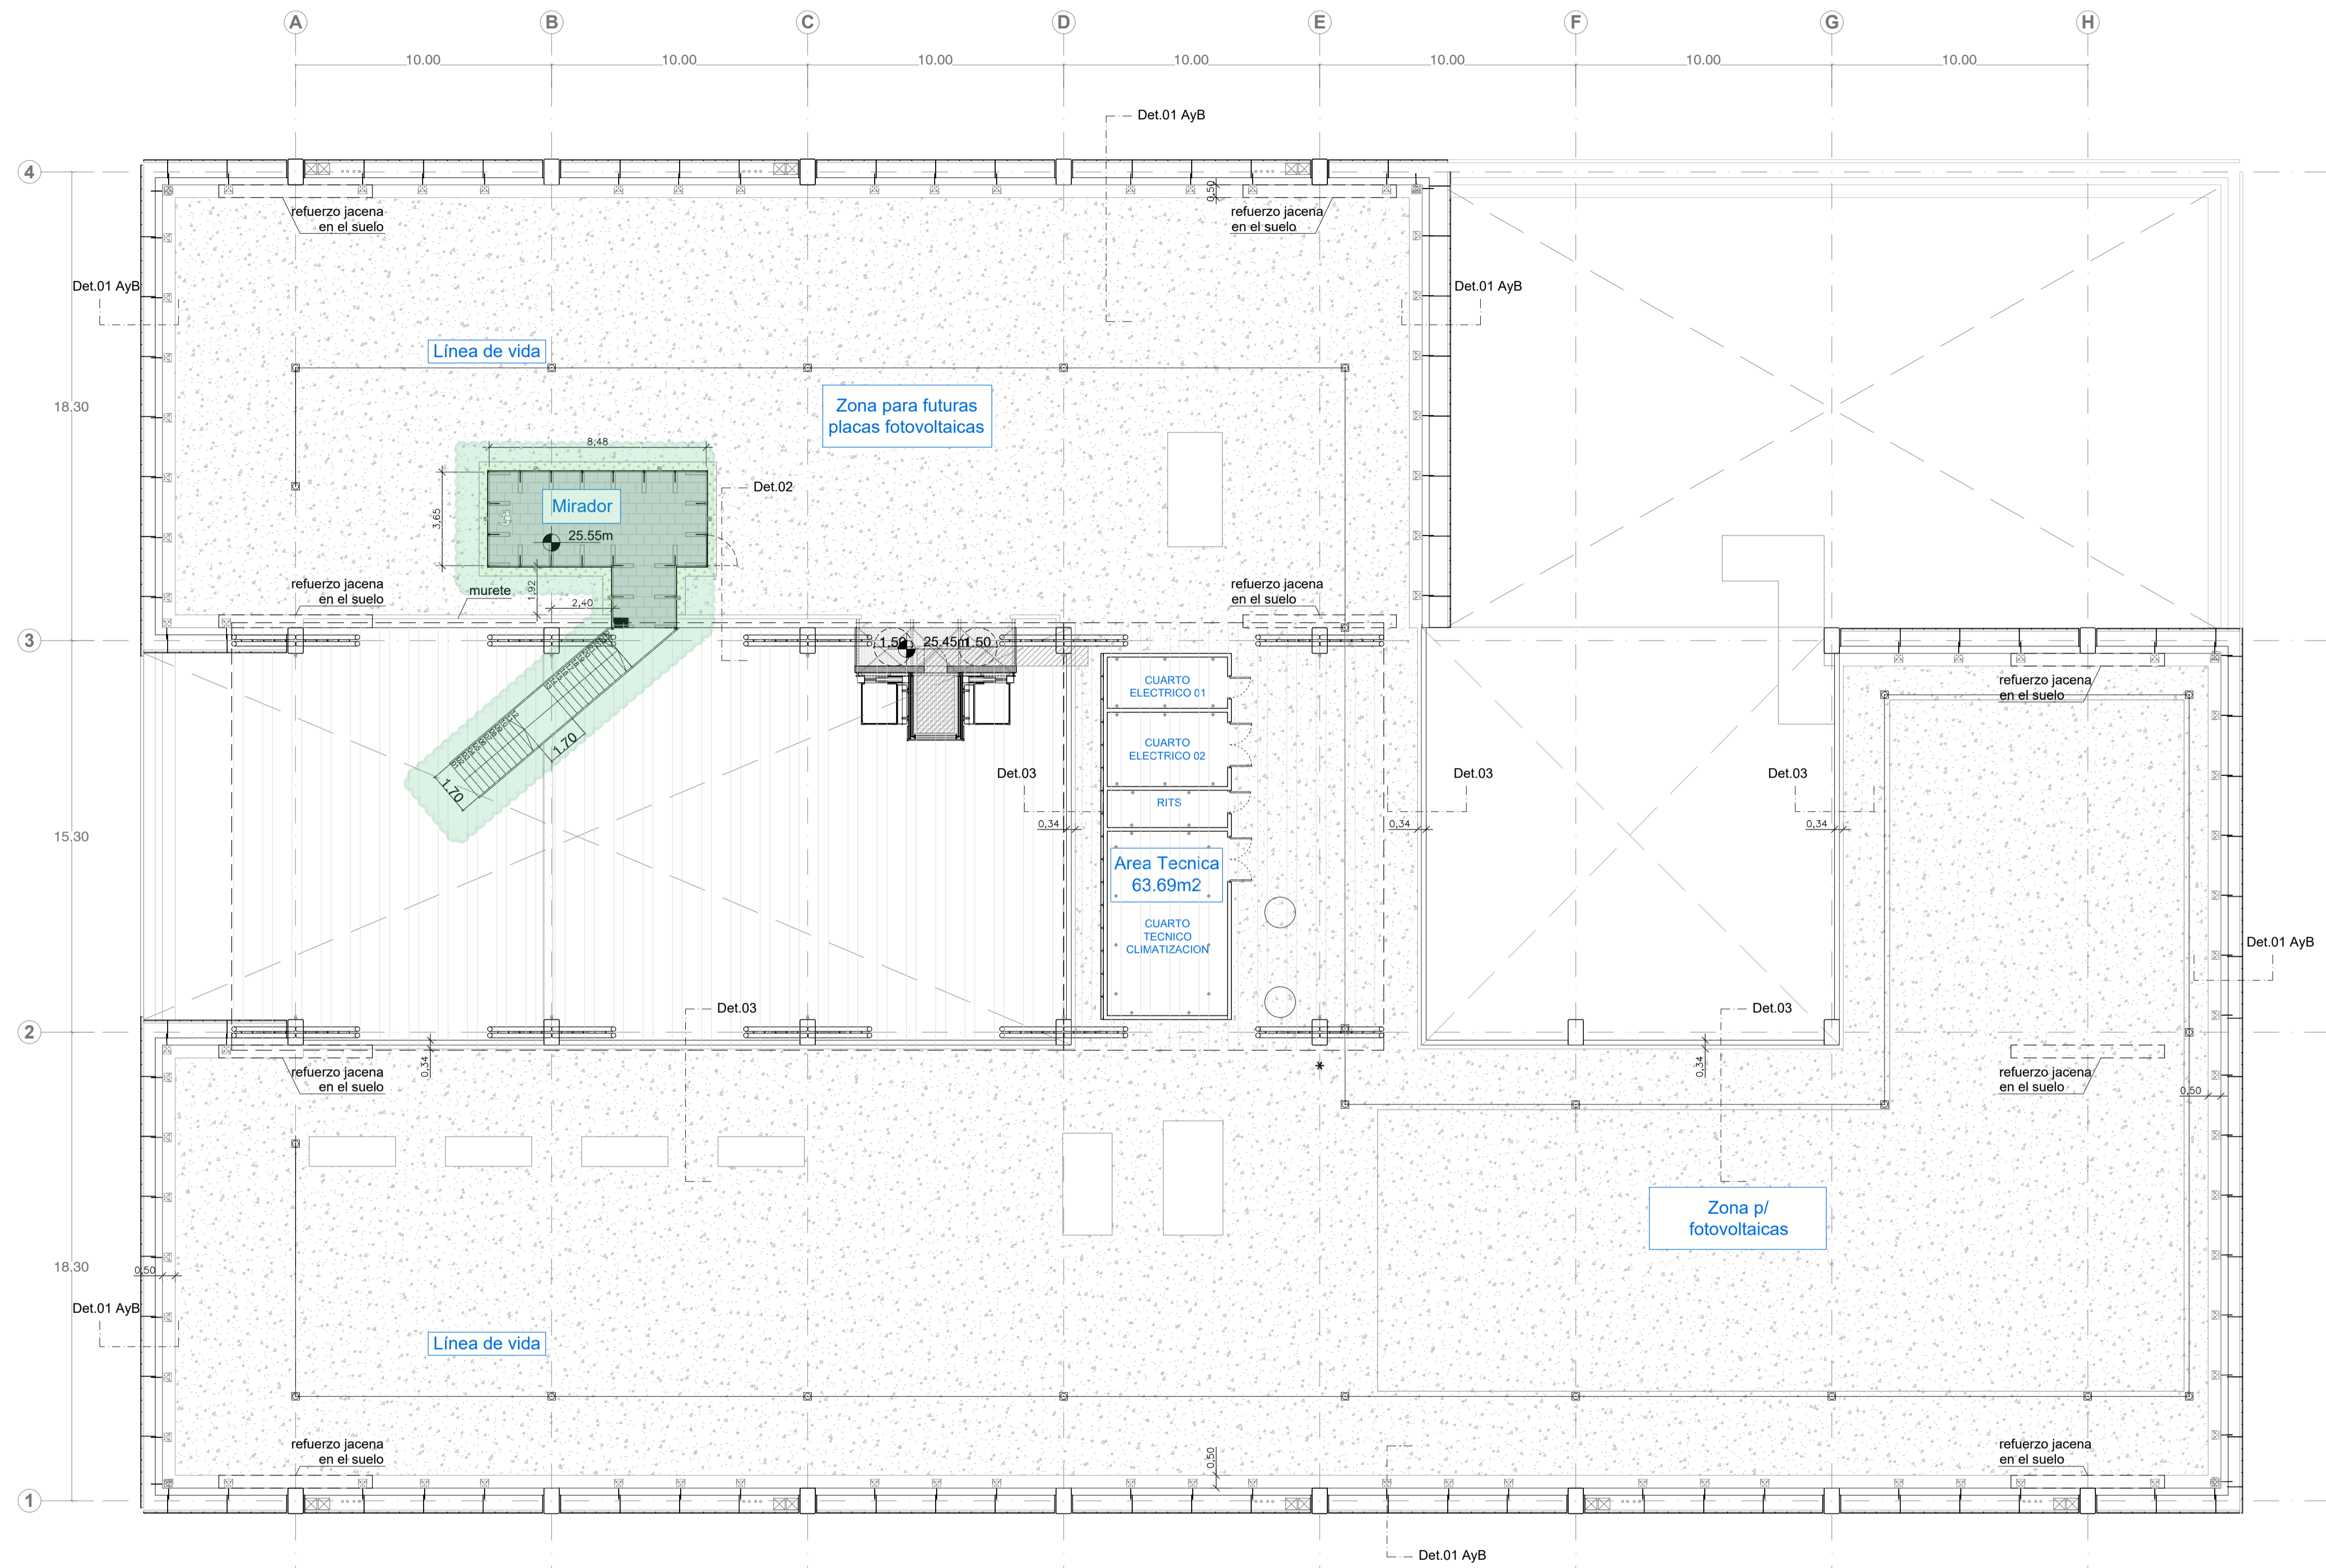 A B C D E F G H
10.00 10.00 10.00 10.00 10.00 10.00 10.00
Det.01 AyB
4
0,50
refuerzo jacena
en el suelo
refuerzo jacena
en el suelo
Det.01 AyB
Det.01 AyB
Línea de vida
18.30
Zona para futuras
placas fotovoltaicas
8,48
Det.02
Mirador
3,65
25.55m
refuerzo jacena
en el suelo
murete
1,92
2,40
refuerzo jacena
en el suelo
3
1.50
25.45m
1.50
CUARTO
ELECTRICO 01
refuerzo jacena
en el suelo
1.70
1.70
CUARTO
ELECTRICO 02
Det.03
Det.03
Det.03
RITS
0,34
0,34
0,34
15.30
Area Tecnica
63.69m2
CUARTO
TECNICO
CLIMATIZACION
Det.01 AyB
Det.03
Det.03
2
0,34
0,34
*
refuerzo jacena
en el suelo
refuerzo jacena
en el suelo
0,50
Zona p/
fotovoltaicas
18.30
0,50
Det.01 AyB
Línea de vida
refuerzo jacena
en el suelo
0,50
refuerzo jacena
en el suelo
1
Det.01 AyB